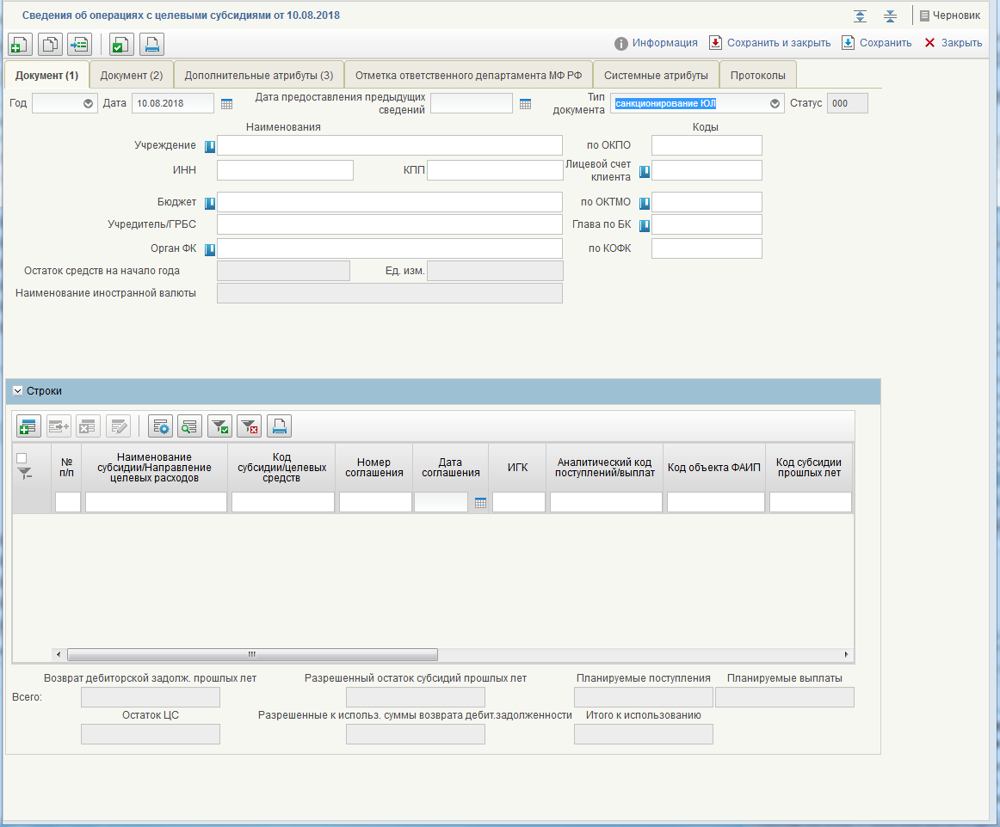 Сведения об операциях с целевыми субсидиями от 10.08.2018
Черновик
Информация Сохранить и закрыть Сохранить Закрыть
Документ (1) Документ (2) Дополнительные атрибуты (3) Отметка ответственного департамента МФ РФ Системные атрибуты Протоколы
Год Дата 10.08.2018 Дата предоставления предыдущих сведений Тип документа санкционирование ЮЛ Статус 000
Наименования Коды
Учреждение по ОКПО
ИНН КПП Лицевой счет клиента
Бюджет по ОКТМО
Учредитель/ГРБС Глава по БК
Орган ФК по КОФК
Остаток средств на начало года Ед. изм.
Наименование иностранной валюты
Строки
№ п/п Наименование субсидии/Направление целевых расходов Код субсидии/целевых средств Номер соглашения Дата соглашения ИГК Аналитический код поступлений/выплат Код объекта ФАИП Код субсидии прошлых лет
Возврат дебиторской задолж. прошлых лет Разрешенный остаток субсидий прошлых лет Планируемые поступления Планируемые выплаты
Всего:
Остаток ЦС Разрешенные к использ. суммы возврата дебит.задолженности Итого к использованию